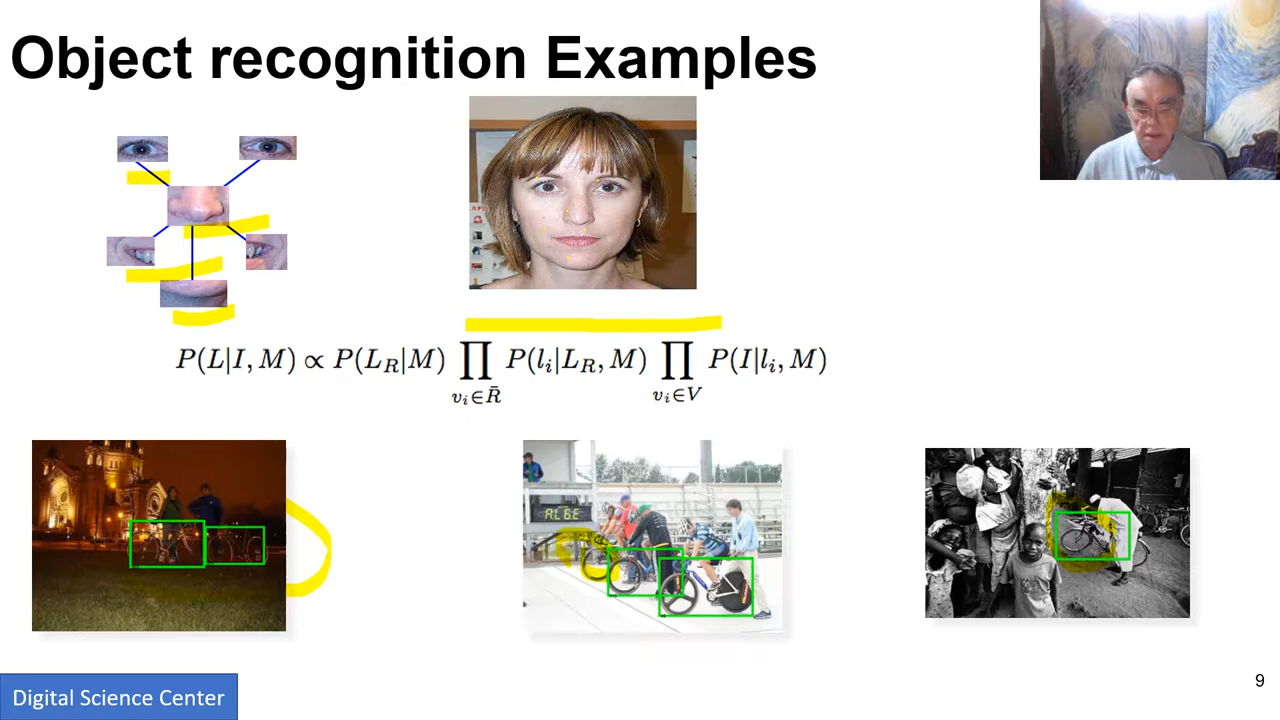 Object recognition Examples
P(L|I, M) ∝ P(L_R|M) ∏_{v_i∈R̄} P(l_i|L_R, M) ∏_{v_i∈V} P(I|l_i, M)
Digital Science Center
9